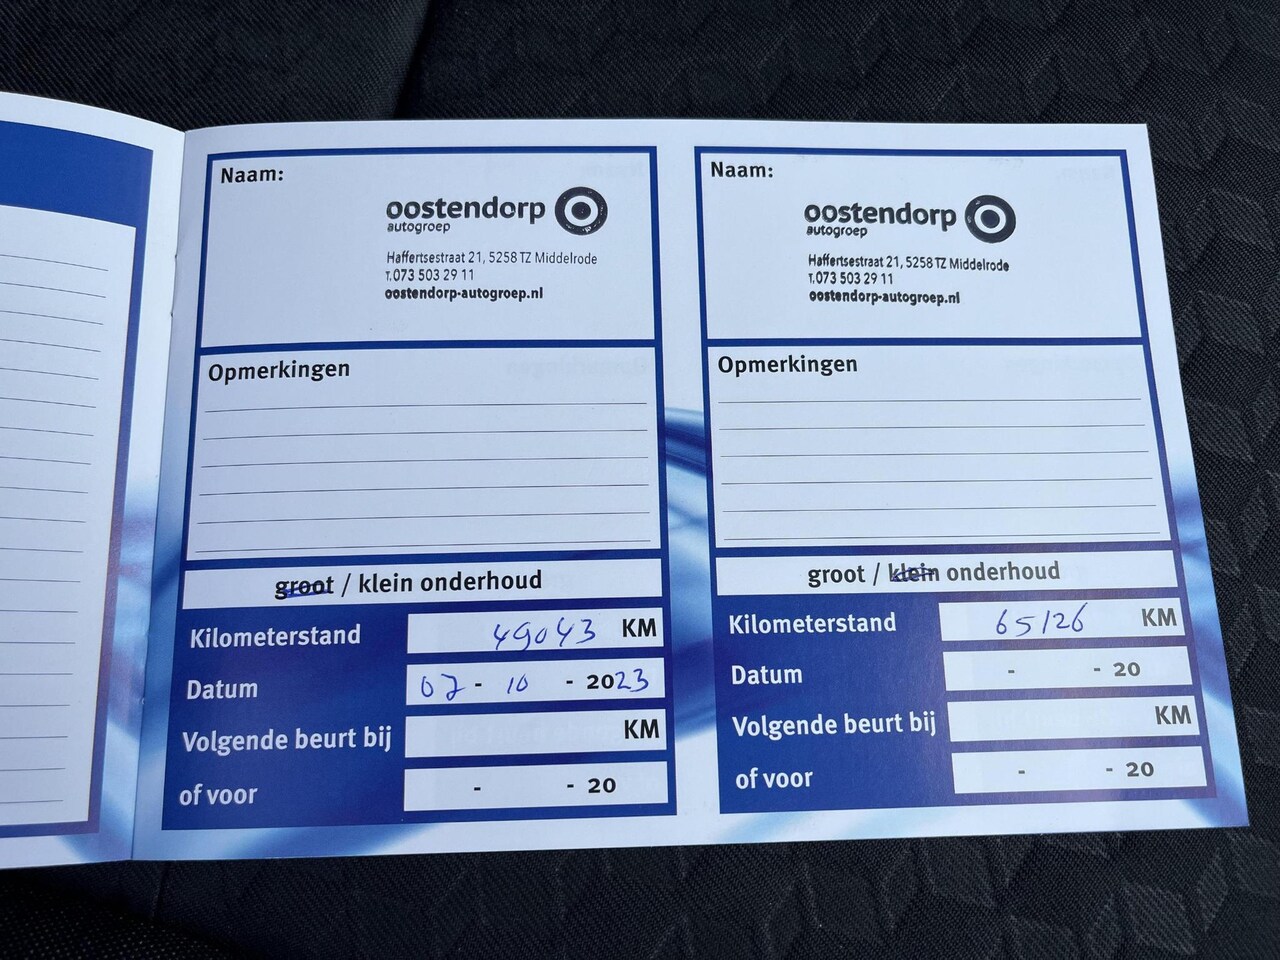 Naam:
oostendorp
autogroep
Haffertsestraat 21, 5258 TZ Middelrode
T.073 503 29 11
oostendorp-autogroep.nl
Opmerkingen
groot / klein onderhoud
Kilometerstand 49043 KM
Datum 02 - 10 - 2023
Volgende beurt bij KM
of voor - - 20
Naam:
oostendorp
autogroep
Haffertsestraat 21, 5258 TZ Middelrode
T.073 503 29 11
oostendorp-autogroep.nl
Opmerkingen
groot / klein onderhoud
Kilometerstand 65126 KM
Datum - - 20
Volgende beurt bij KM
of voor - - 20